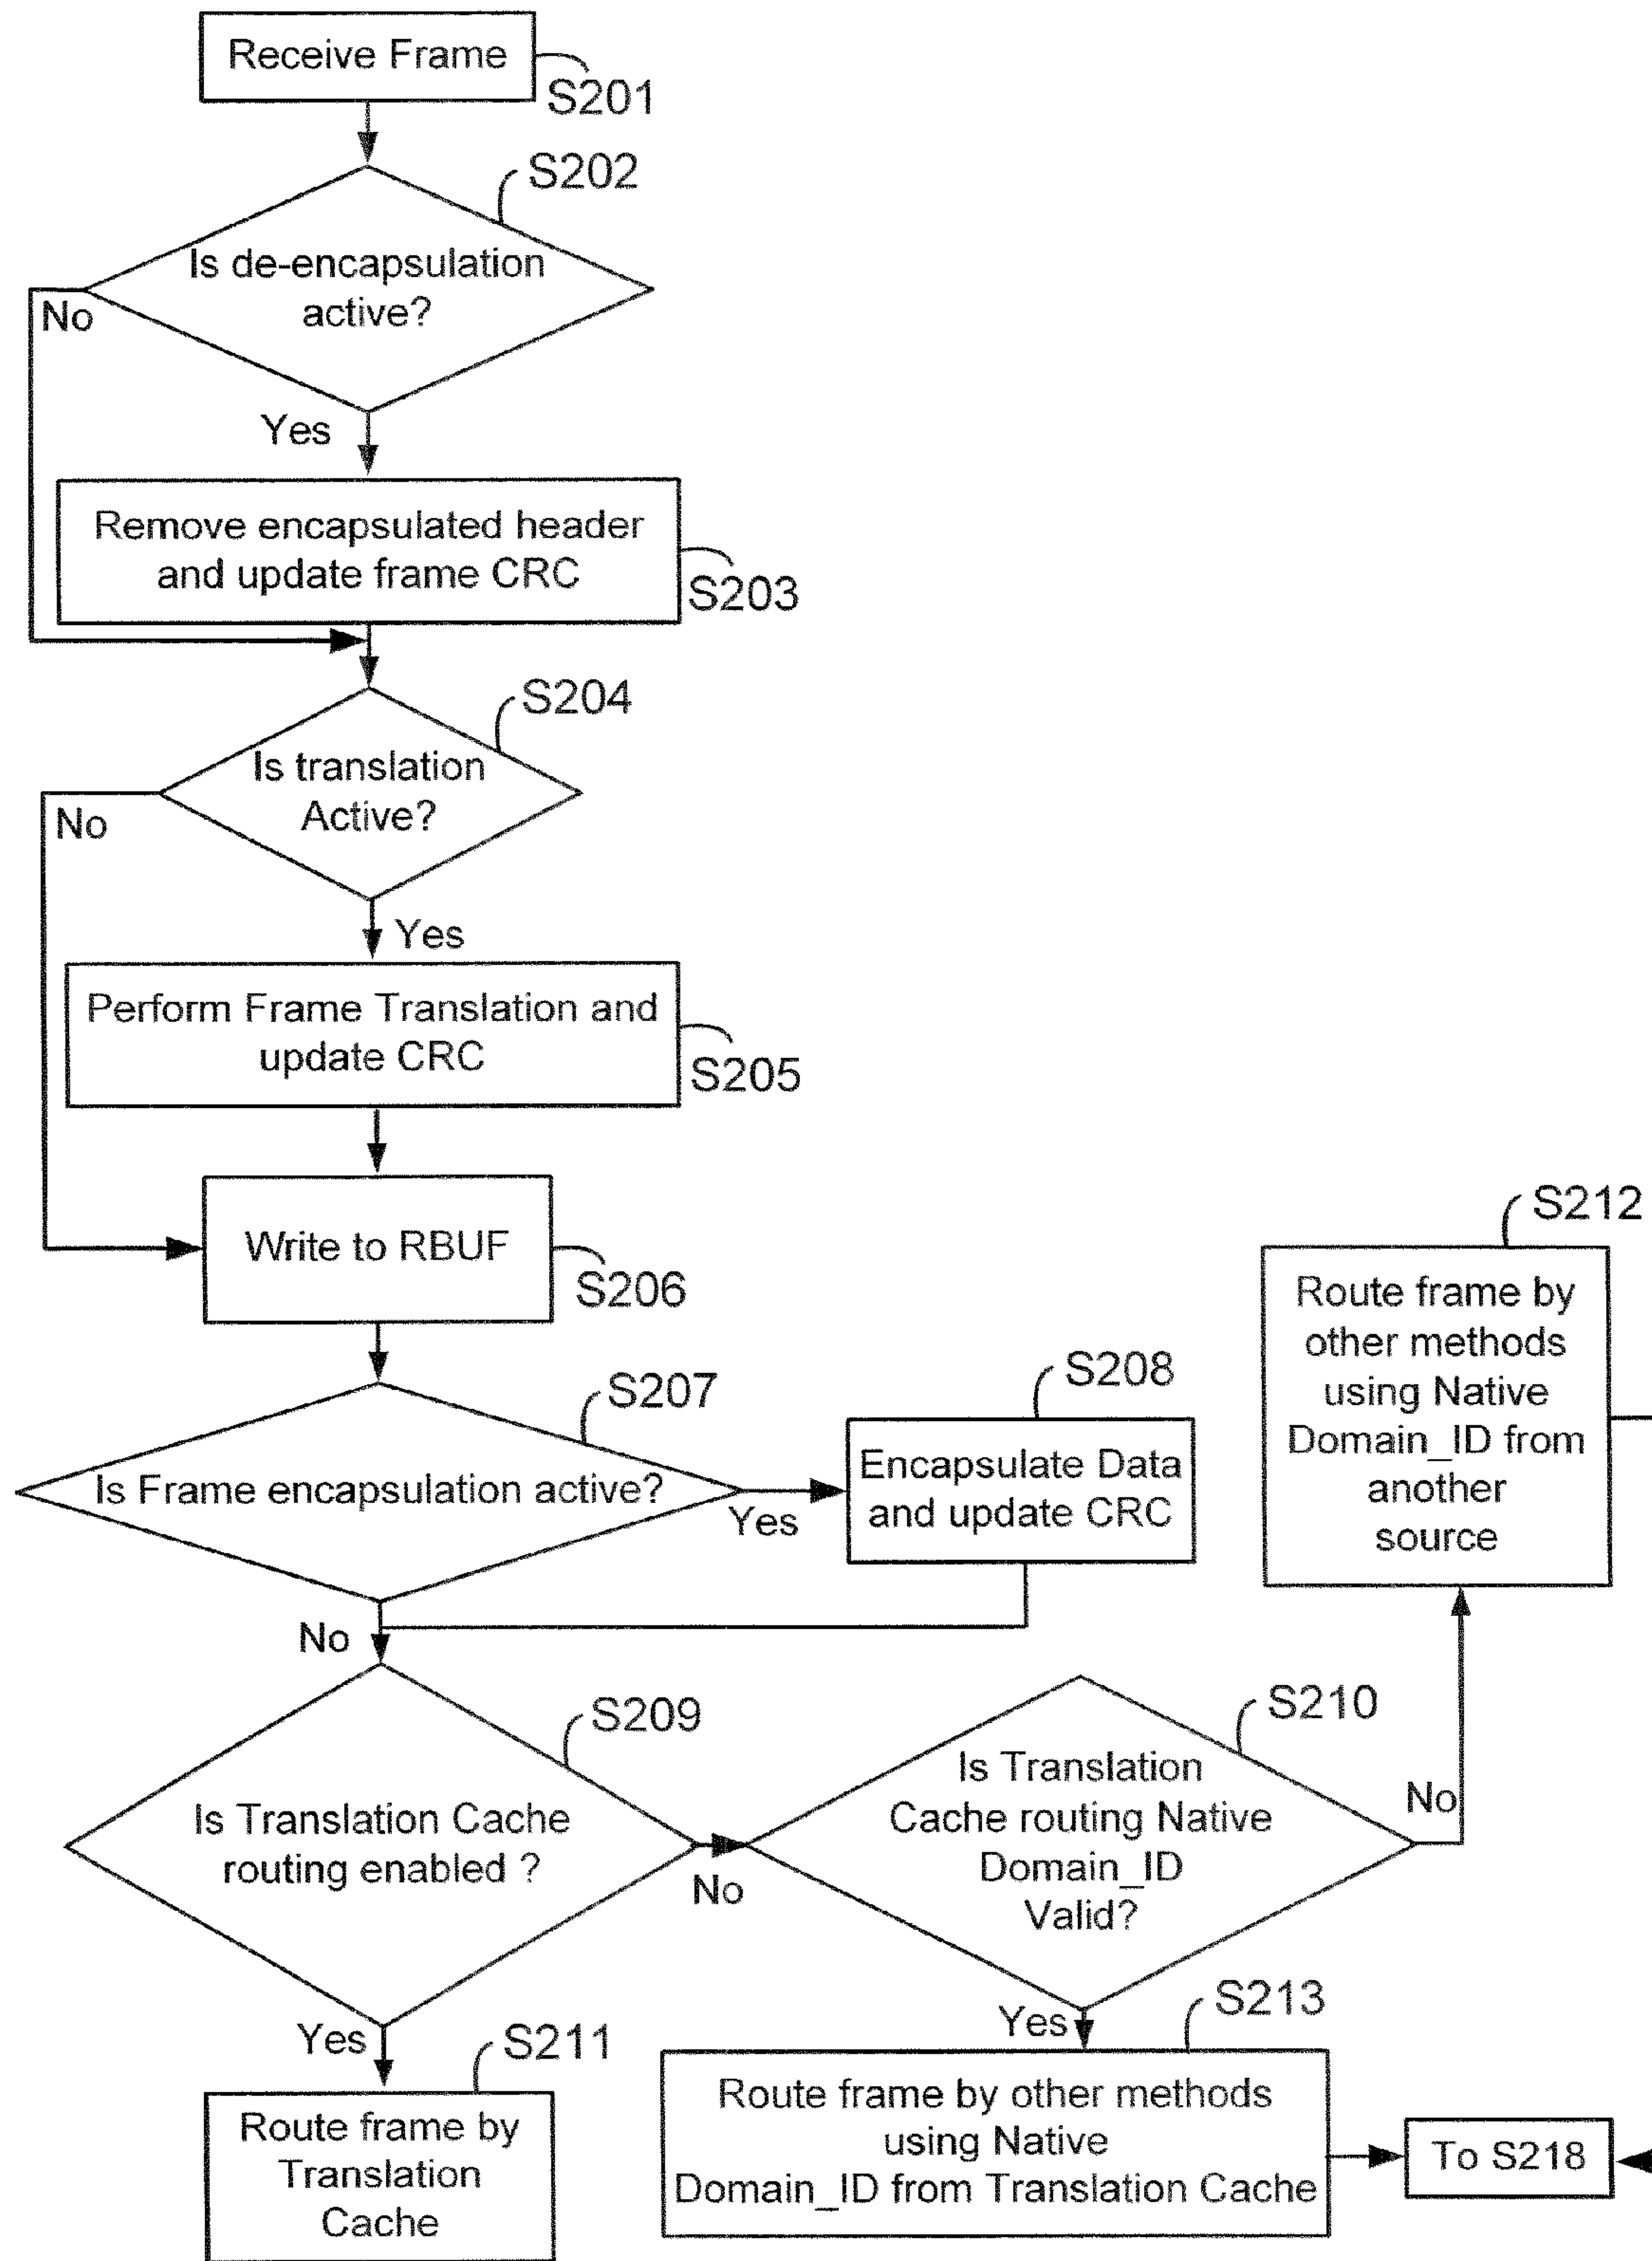 Receive Frame
S201
S202
Is de-encapsulation
active?
No
Yes
Remove encapsulated header
and update frame CRC
S203
S204
Is translation
Active?
No
Yes
Perform Frame Translation and
update CRC
S205
Write to RBUF
S206
S207
Is Frame encapsulation active?
Yes
No
S208
Encapsulate Data
and update CRC
S209
Is Translation Cache
routing enabled ?
No
Yes
S210
Is Translation
Cache routing Native
Domain_ID
Valid?
No
Yes
S212
Route frame by
other methods
using Native
Domain_ID from
another
source
S211
Route frame by
Translation
Cache
S213
Route frame by other methods
using Native
Domain_ID from Translation Cache
To S218